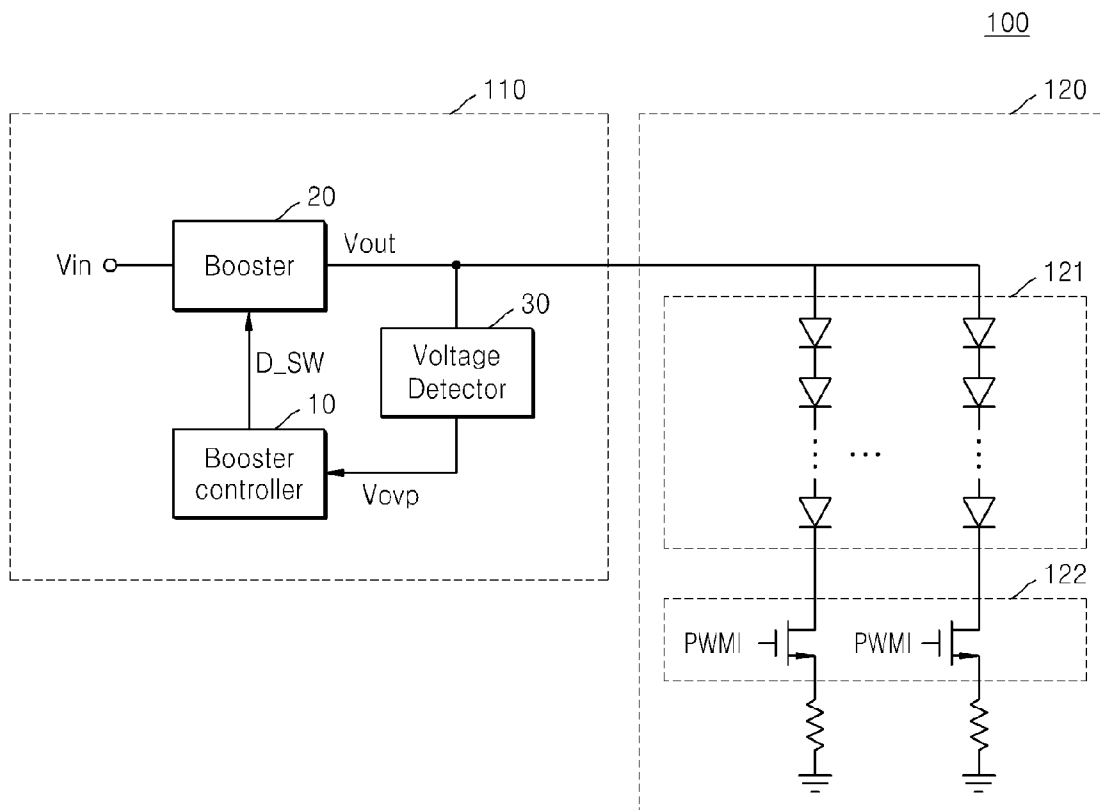 100
110
120
20
Vin
Booster
Vout
121
30
Voltage
Detector
D_SW
10
Booster
controller
Vovp
122
PWMI
PWMI